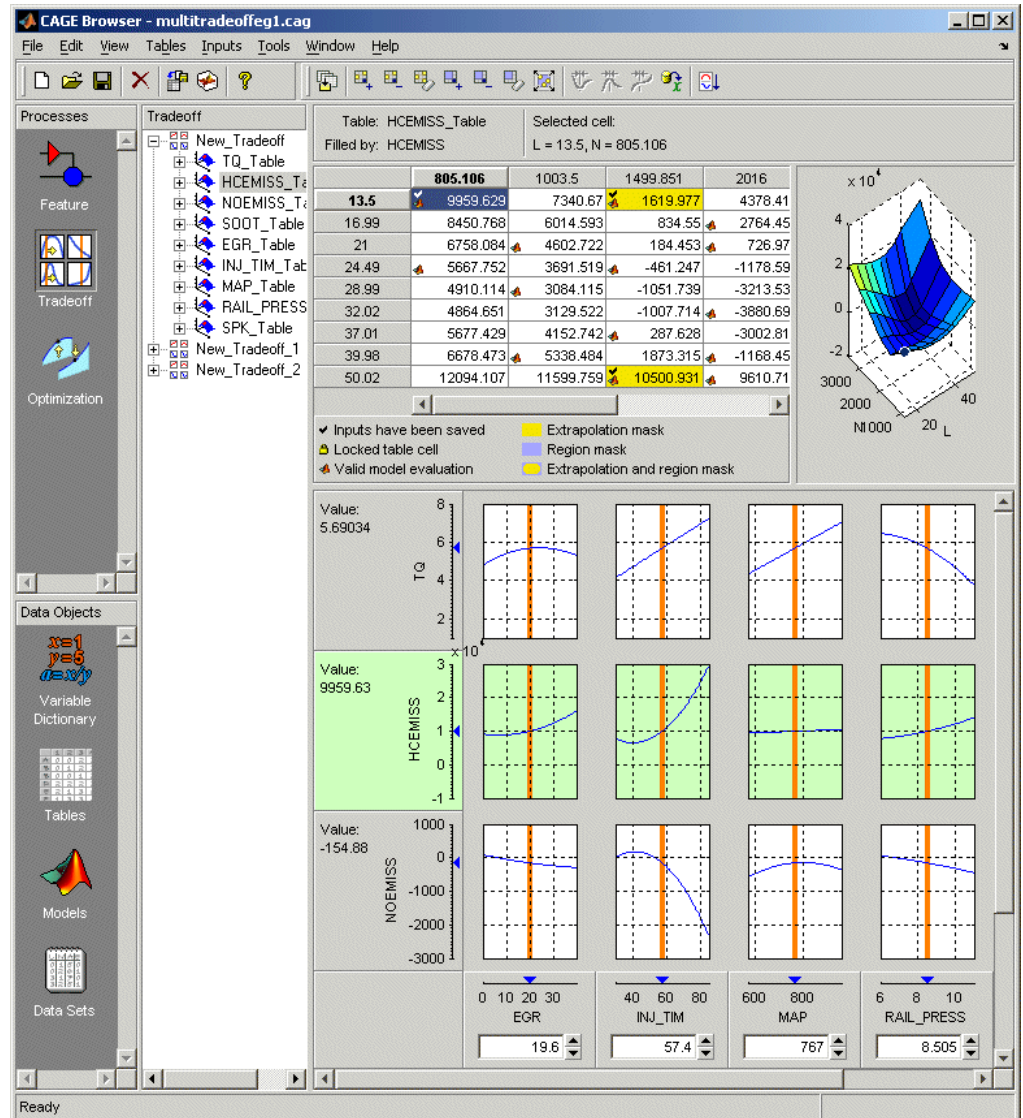 CAGE Browser - multitradeoffeg1.cag
File Edit View Tables Inputs Tools Window Help
Processes
Feature
Tradeoff
Optimization
Data Objects
x=1
y=5
a=x/y
Variable
Dictionary
Tables
Models
Data Sets
Tradeoff
New_Tradeoff
TQ_Table
HCEMISS_Ta
NOEMISS_Ta
SOOT_Table
EGR_Table
INJ_TIM_Tab
MAP_Table
RAIL_PRESS
SPK_Table
New_Tradeoff_1
New_Tradeoff_2
Table: HCEMISS_Table
Filled by: HCEMISS
Selected cell:
L = 13.5, N = 805.106
805.106 1003.5 1499.851 2016
13.5 9959.629 7340.67 1619.977 4378.41
16.99 8450.768 6014.593 834.55 2764.45
21 6758.084 4602.722 184.453 726.97
24.49 5667.752 3691.519 -461.247 -1178.59
28.99 4910.114 3084.115 -1051.739 -3213.53
32.02 4864.651 3129.522 -1007.714 -3880.69
37.01 5677.429 4152.742 287.628 -3002.81
39.98 6678.473 5338.484 1873.315 -1168.45
50.02 12094.107 11599.759 10500.931 9610.71
Inputs have been saved
Locked table cell
Valid model evaluation
Extrapolation mask
Region mask
Extrapolation and region mask
x 10^4
4
2
0
-2
3000
2000
N1000
20 L
40
Value:
5.69034
TQ
8
6
4
2
x 10^4
Value:
9959.63
HCEMISS
3
2
1
0
-1
Value:
-154.88
NOEMISS
1000
0
-1000
-2000
-3000
0 10 20 30
EGR
19.6
40 60 80
INJ_TIM
57.4
600 800
MAP
767
6 8 10
RAIL_PRESS
8.505
Ready